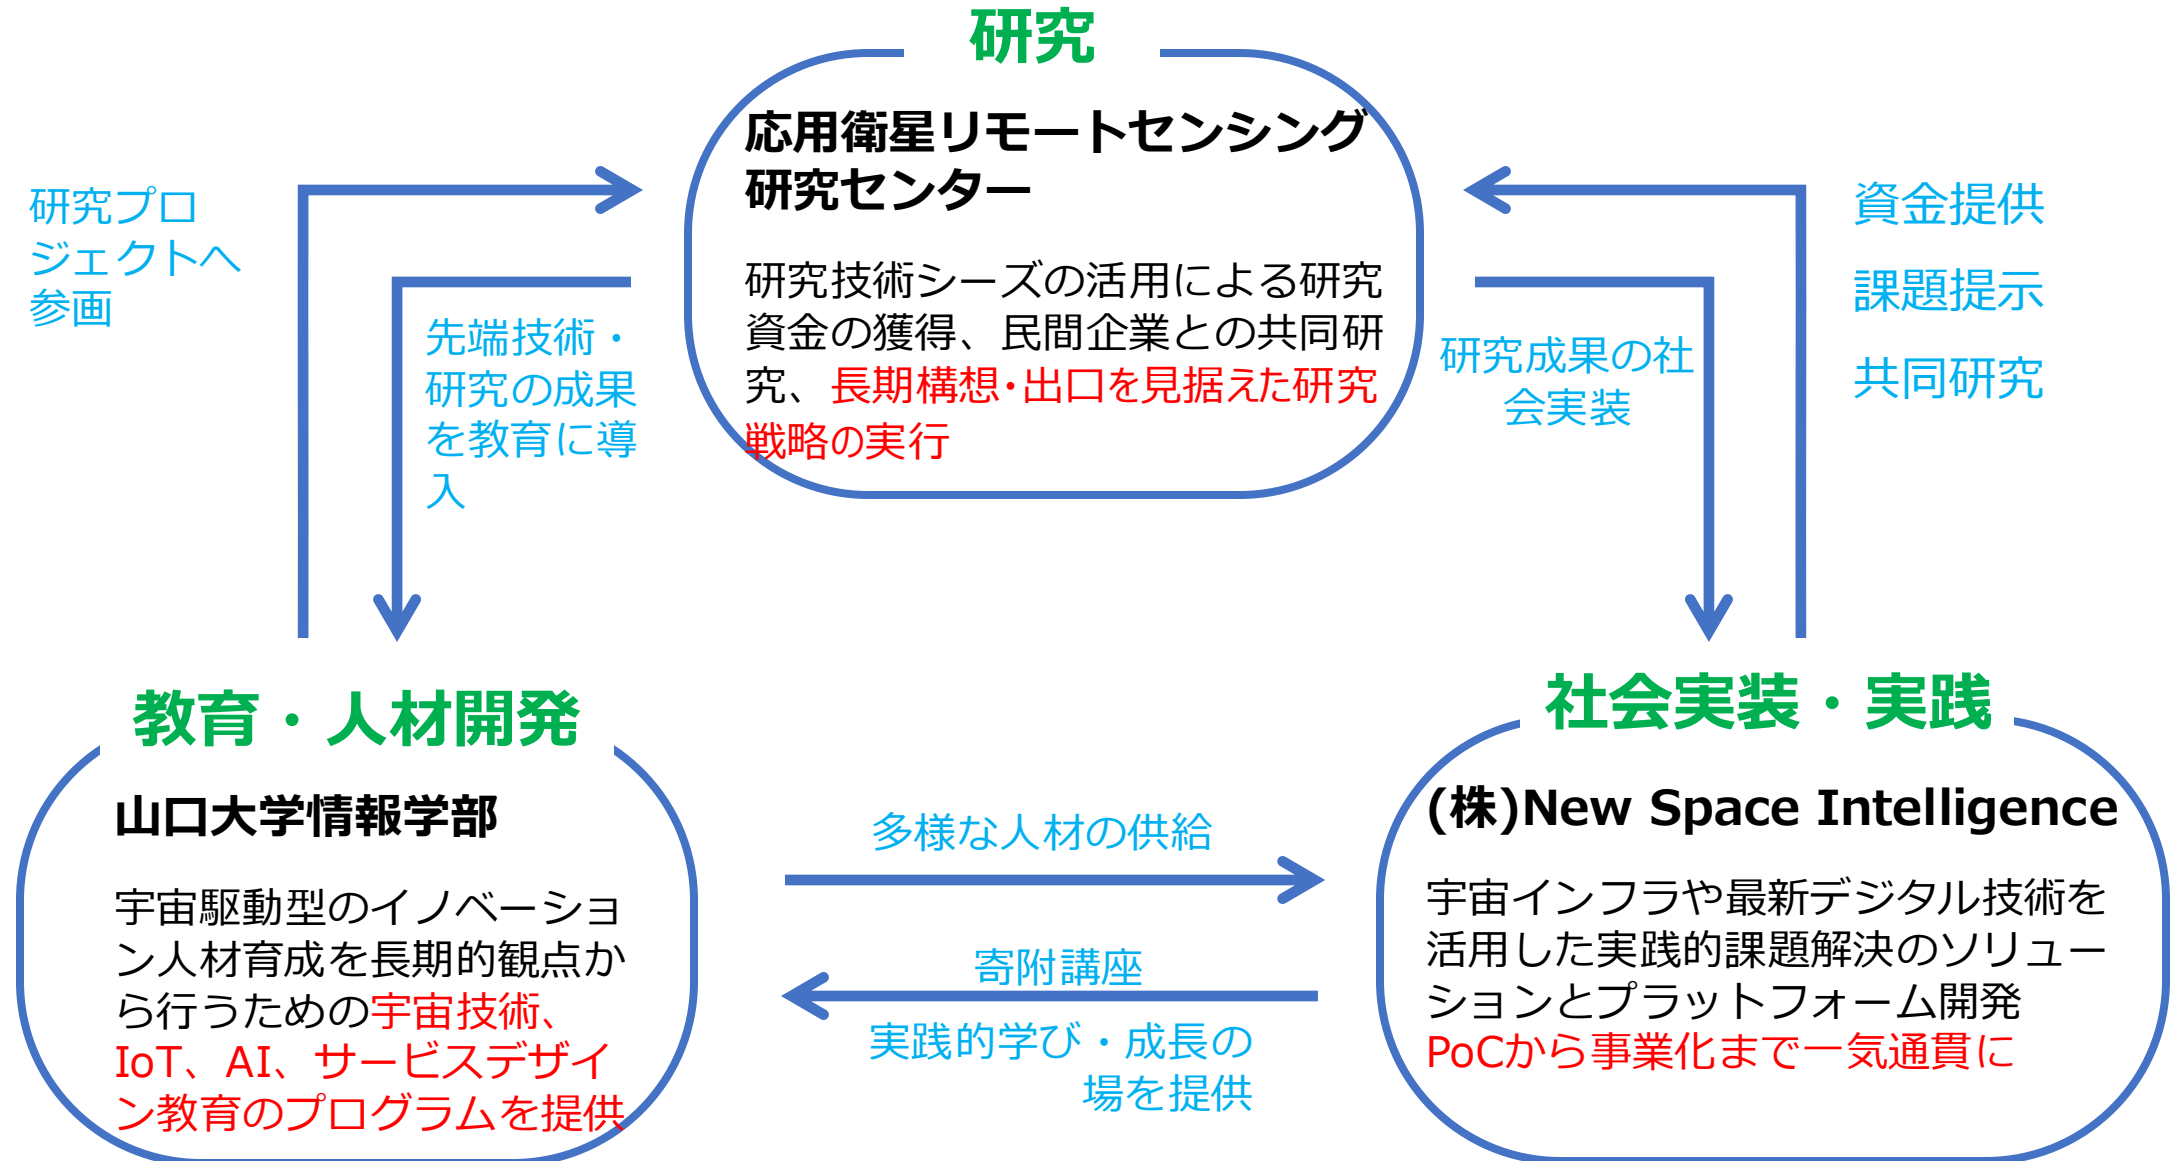 研究
応用衛星リモートセンシング
研究センター
研究技術シーズの活用による研究
資金の獲得、民間企業との共同研
究、長期構想・出口を見据えた研究
戦略の実行
研究プロ
ジェクトへ
参画
先端技術・
研究の成果
を教育に導
入
研究成果の社
会実装
資金提供
課題提示
共同研究
教育・人材開発
山口大学情報学部
宇宙駆動型のイノベーショ
ン人材育成を長期的観点か
ら行うための宇宙技術、
IoT、AI、サービスデザイ
ン教育のプログラムを提供
多様な人材の供給
寄附講座
実践的学び・成長の
場を提供
社会実装・実践
(株)New Space Intelligence
宇宙インフラや最新デジタル技術を
活用した実践的課題解決のソリュー
ションとプラットフォーム開発
PoCから事業化まで一気通貫に